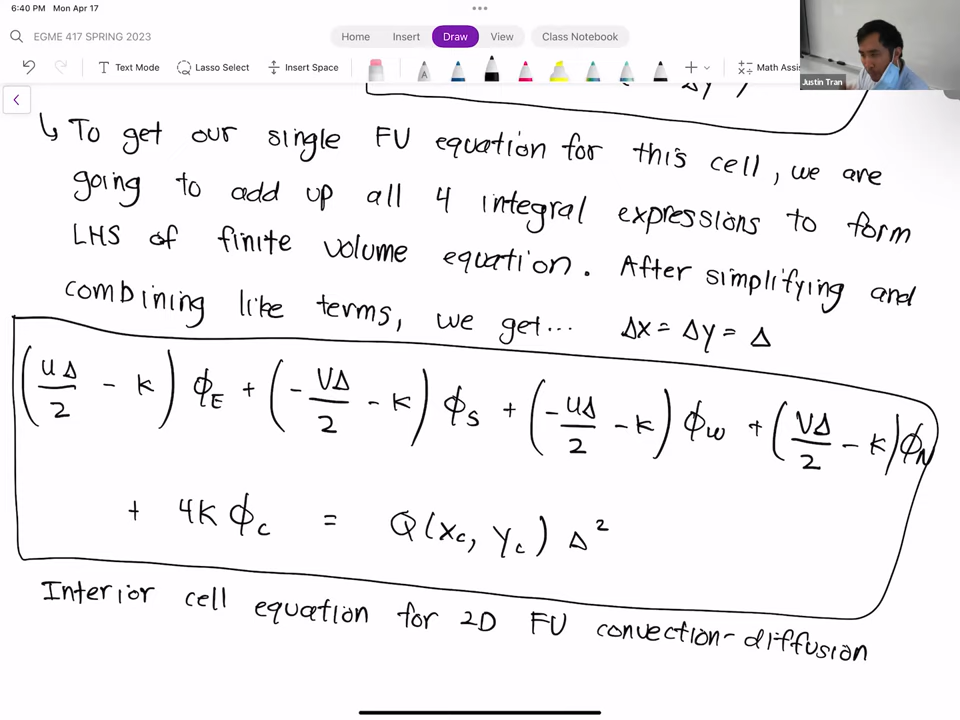 6:40 PM Mon Apr 17
EGME 417 SPRING 2023
Home Insert Draw View Class Notebook
Text Mode Lasso Select Insert Space Math Assis
Justin Tran
Δy
↳ To get our single FV equation for this cell, we are
going to add up all 4 integral expressions to form
LHS of finite volume equation. After simplifying and
combining like terms, we get... Δx = Δy = Δ
(uΔ/2 - k) ϕE + (-VΔ/2 - k) ϕS + (-uΔ/2 - k) ϕW + (VΔ/2 - k) ϕN
+ 4k ϕC = Q(xc, yc) Δ²
Interior cell equation for 2D FV convection-diffusion